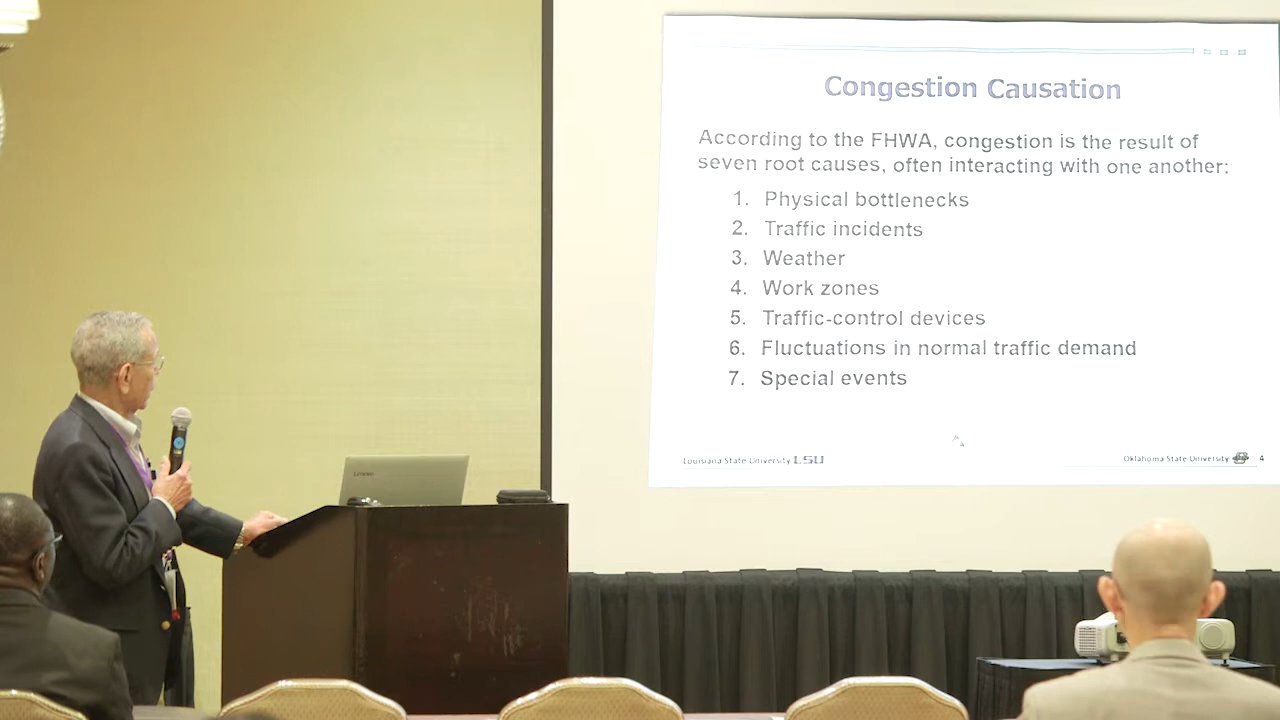 Congestion Causation
According to the FHWA, congestion is the result of
seven root causes, often interacting with one another:
1. Physical bottlenecks
2. Traffic incidents
3. Weather
4. Work zones
5. Traffic-control devices
6. Fluctuations in normal traffic demand
7. Special events
Louisiana State University LSU
Oklahoma State University 4
Lenovo